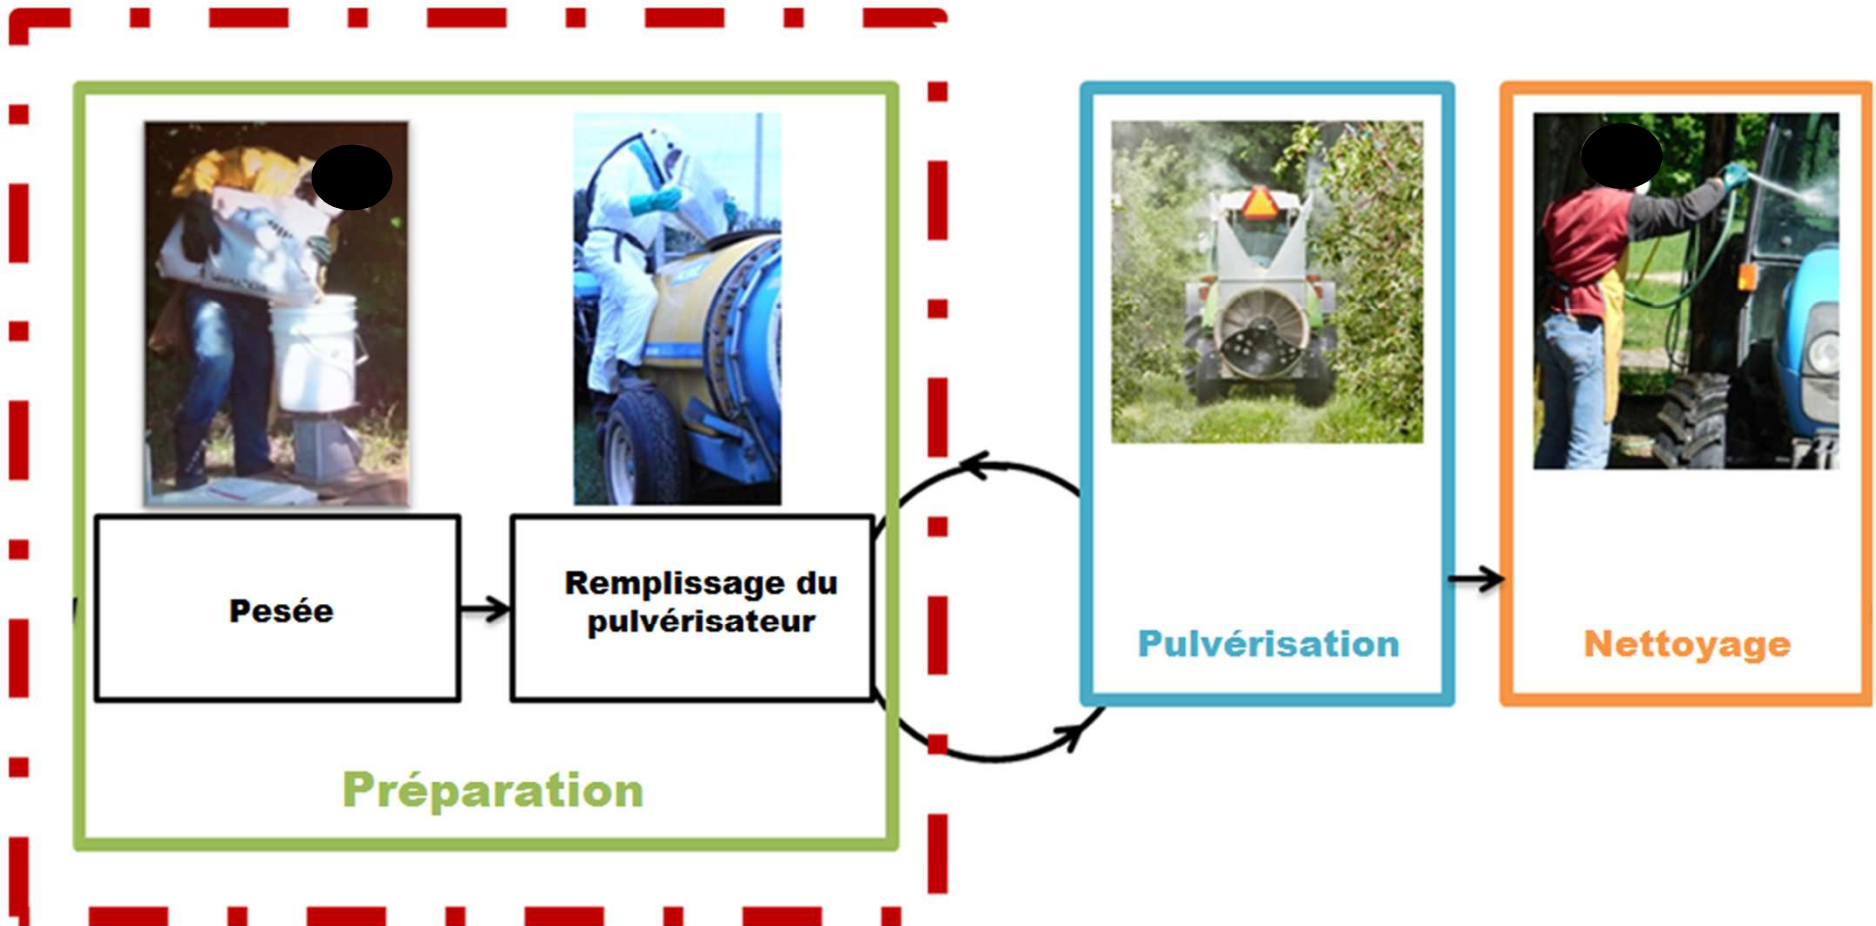 Pesée
Remplissage du
pulvérisateur
Préparation
Pulvérisation
Nettoyage